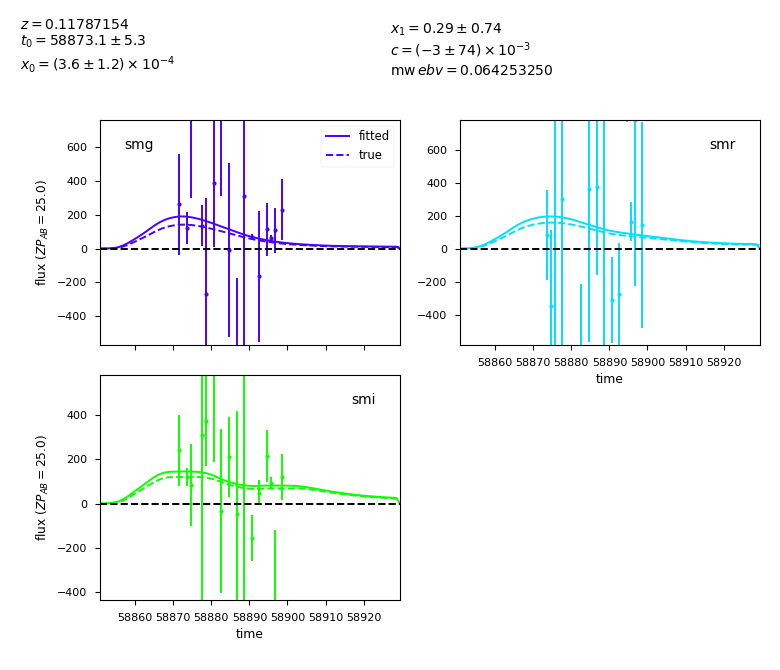 z = 0.11787154
t₀ = 58873.1 ± 5.3
x₀ = (3.6 ± 1.2) × 10⁻⁴
x₁ = 0.29 ± 0.74
c = (−3 ± 74) × 10⁻³
mw ebv = 0.064253250
smg
fitted
true
600
400
200
0
−200
−400
flux (ZP_AB = 25.0)
smr
600
400
200
0
−200
−400
58860 58870 58880 58890 58900 58910 58920
time
smi
400
200
0
−200
−400
flux (ZP_AB = 25.0)
58860 58870 58880 58890 58900 58910 58920
time